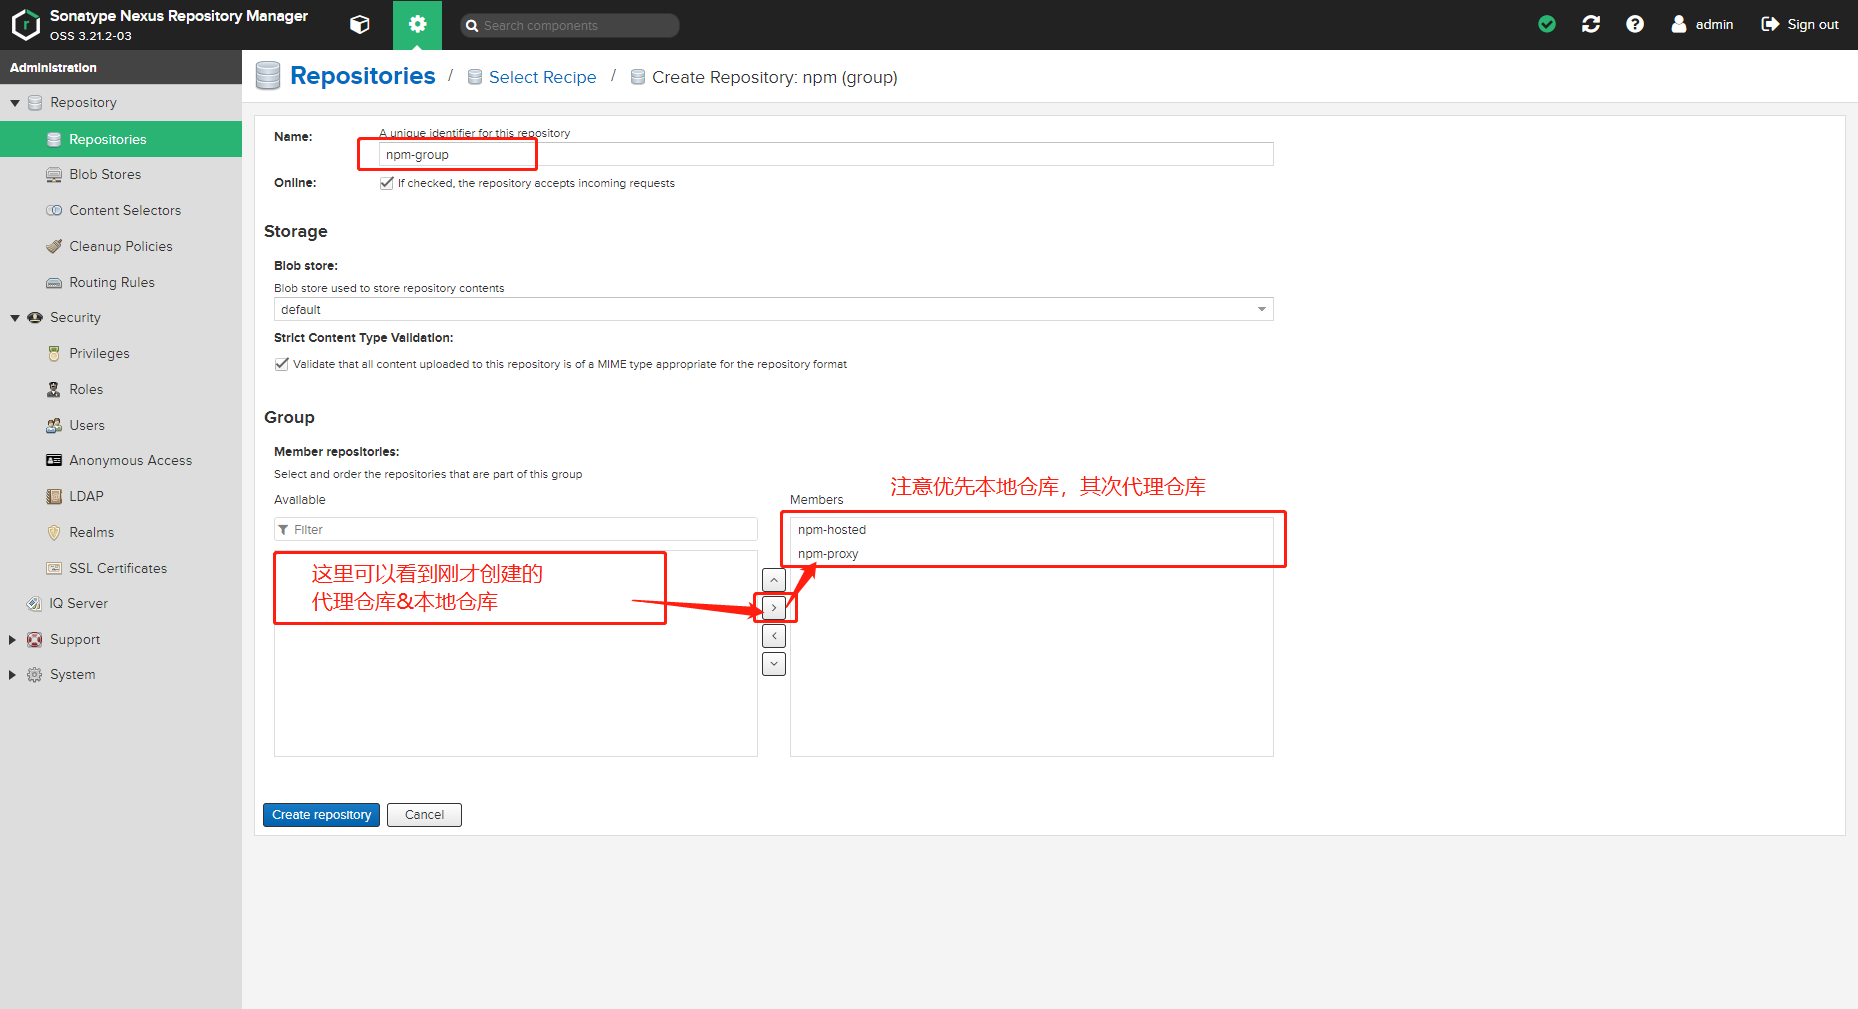 Sonatype Nexus Repository Manager
OSS 3.21.2-03
Search components
admin
Sign out
Administration
Repository
Repositories
Blob Stores
Content Selectors
Cleanup Policies
Routing Rules
Security
Privileges
Roles
Users
Anonymous Access
LDAP
Realms
SSL Certificates
IQ Server
Support
System
Repositories / Select Recipe / Create Repository: npm (group)
Name:
A unique identifier for this repository
npm-group
Online:
If checked, the repository accepts incoming requests
Storage
Blob store:
Blob store used to store repository contents
default
Strict Content Type Validation:
Validate that all content uploaded to this repository is of a MIME type appropriate for the repository format
Group
Member repositories:
Select and order the repositories that are part of this group
Available
Filter
这里可以看到刚才创建的
代理仓库&本地仓库
注意优先本地仓库，其次代理仓库
Members
npm-hosted
npm-proxy
Create repository
Cancel